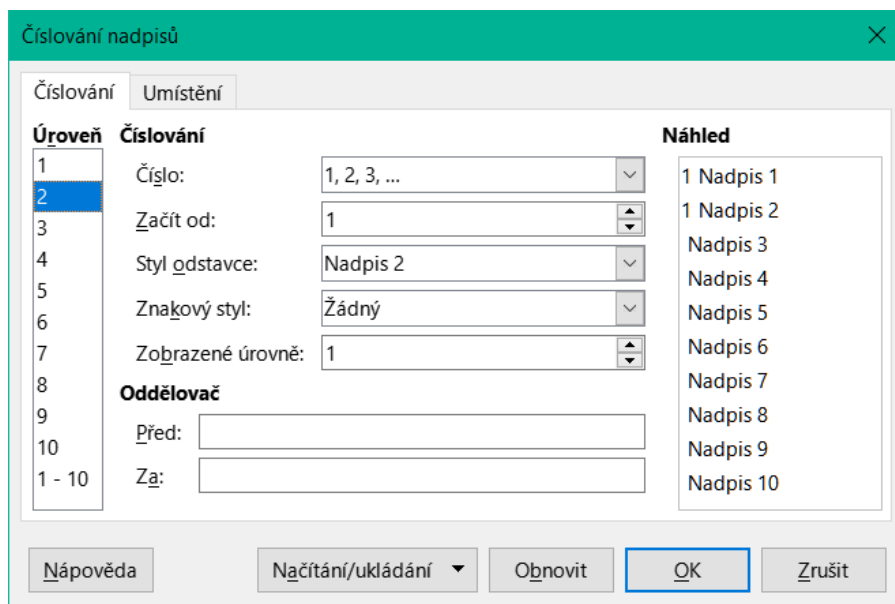 Číslování nadpisů
Číslování
Umístění
Úroveň
1
2
3
4
5
6
7
8
9
10
1 - 10
Číslování
Číslo:
1, 2, 3, ...
Začít od:
1
Styl odstavce:
Nadpis 2
Znakový styl:
Žádný
Zobrazené úrovně:
1
Oddělovač
Před:
Za:
Náhled
1 Nadpis 1
1 Nadpis 2
Nadpis 3
Nadpis 4
Nadpis 5
Nadpis 6
Nadpis 7
Nadpis 8
Nadpis 9
Nadpis 10
Nápověda
Načítání/ukládání
Obnovit
OK
Zrušit